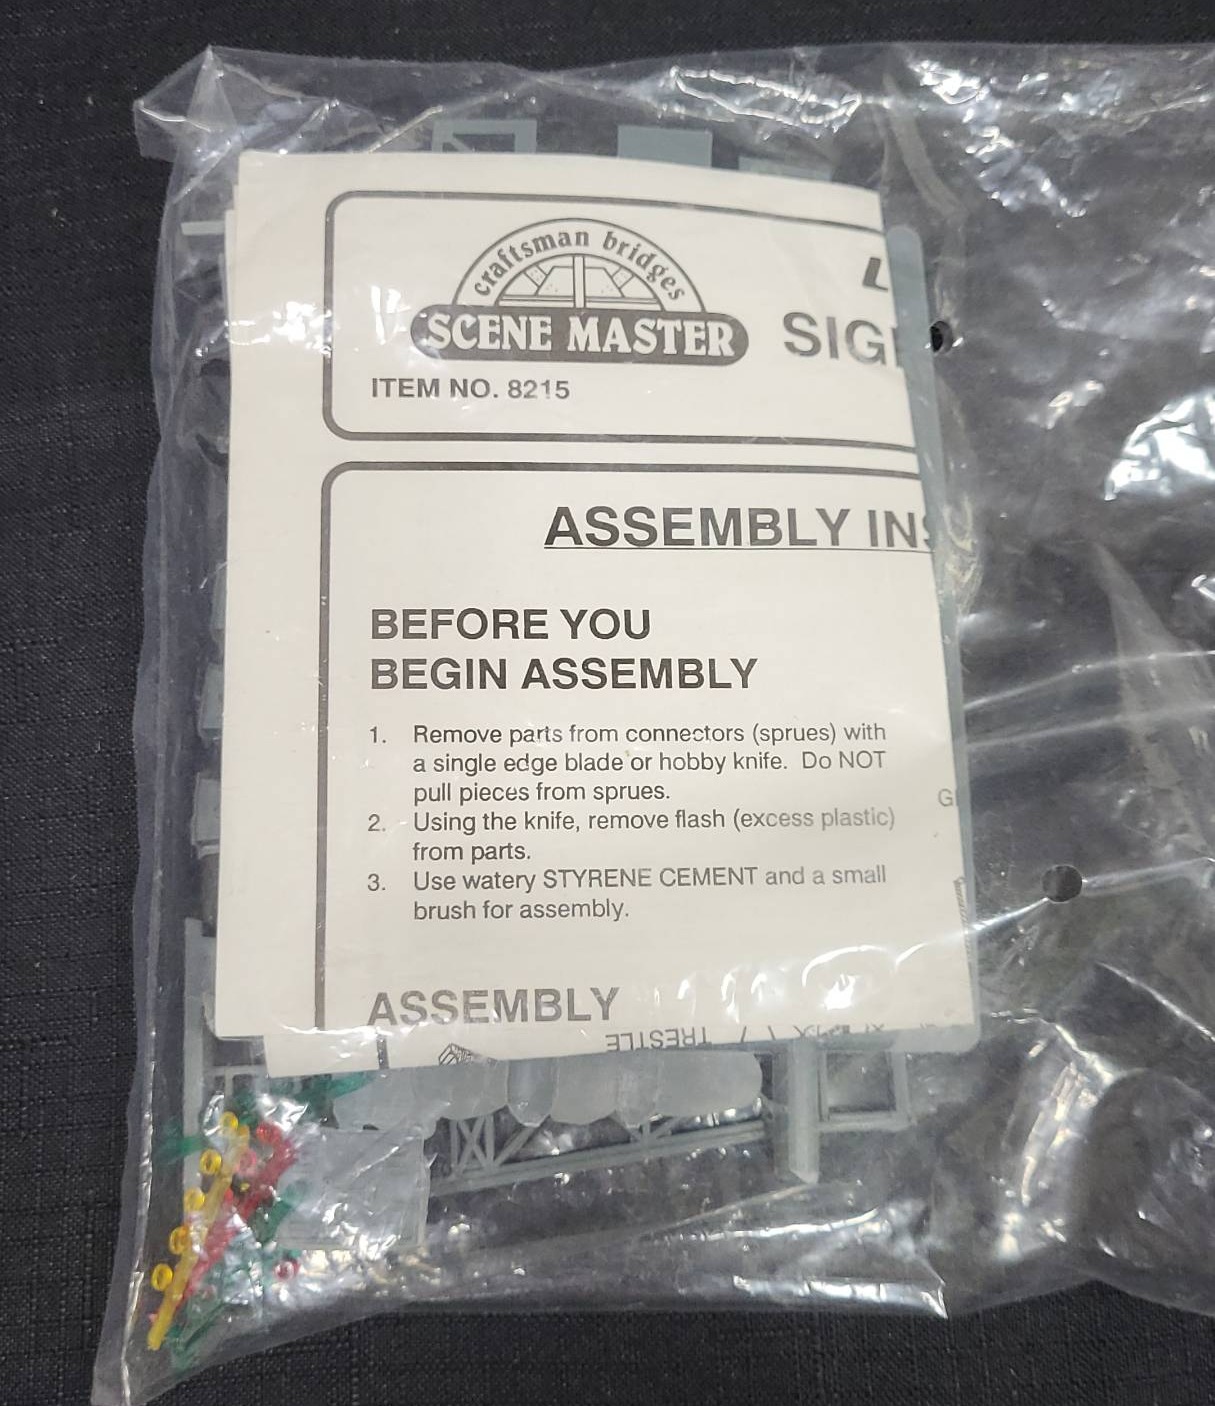 craftsman bridges
SCENE MASTER
L
SIG
ITEM NO. 8215
ASSEMBLY IN
BEFORE YOU
BEGIN ASSEMBLY
1. Remove parts from connectors (sprues) with
a single edge blade or hobby knife. Do NOT
pull pieces from sprues.
2. Using the knife, remove flash (excess plastic)
from parts.
3. Use watery STYRENE CEMENT and a small
brush for assembly.
ASSEMBLY
TRESTLE
G